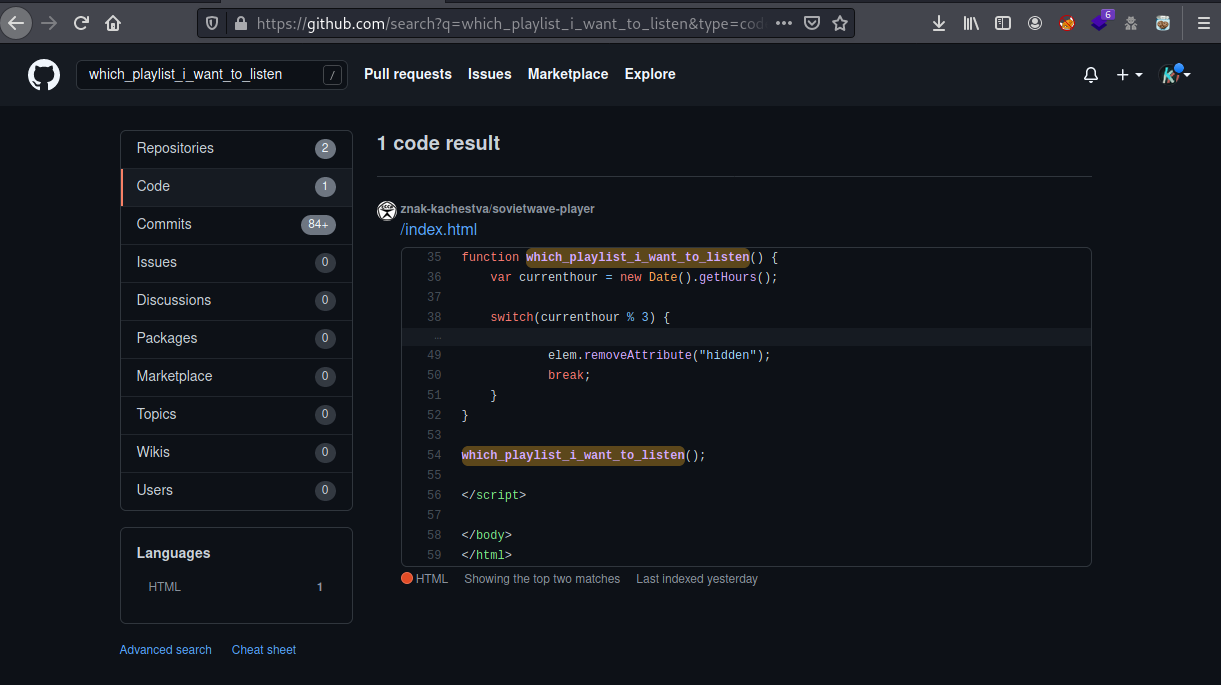 https://github.com/search?q=which_playlist_i_want_to_listen&type=cod
6
which_playlist_i_want_to_listen /
Pull requests Issues Marketplace Explore
Repositories 2
Code 1
Commits 84+
Issues 0
Discussions 0
Packages 0
Marketplace 0
Topics 0
Wikis 0
Users 0
Languages
HTML 1
Advanced search Cheat sheet
1 code result
znak-kachestva/sovietwave-player
/index.html
35 function which_playlist_i_want_to_listen() {
36 var currenthour = new Date().getHours();
37
38 switch(currenthour % 3) {
…
49 elem.removeAttribute("hidden");
50 break;
51 }
52 }
53
54 which_playlist_i_want_to_listen();
55
56 </script>
57
58 </body>
59 </html>
HTML Showing the top two matches Last indexed yesterday